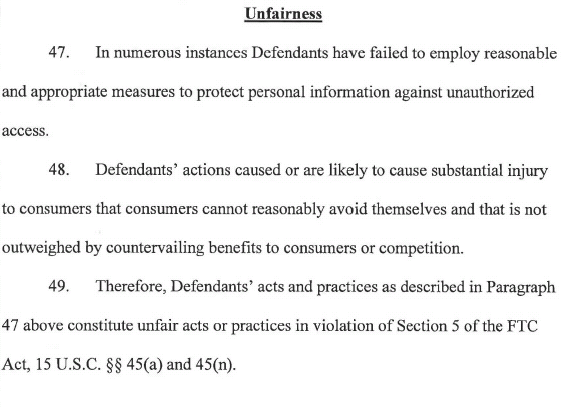 Unfairness
47. In numerous instances Defendants have failed to employ reasonable
and appropriate measures to protect personal information against unauthorized
access.
48. Defendants' actions caused or are likely to cause substantial injury
to consumers that consumers cannot reasonably avoid themselves and that is not
outweighed by countervailing benefits to consumers or competition.
49. Therefore, Defendants' acts and practices as described in Paragraph
47 above constitute unfair acts or practices in violation of Section 5 of the FTC
Act, 15 U.S.C. §§ 45(a) and 45(n).